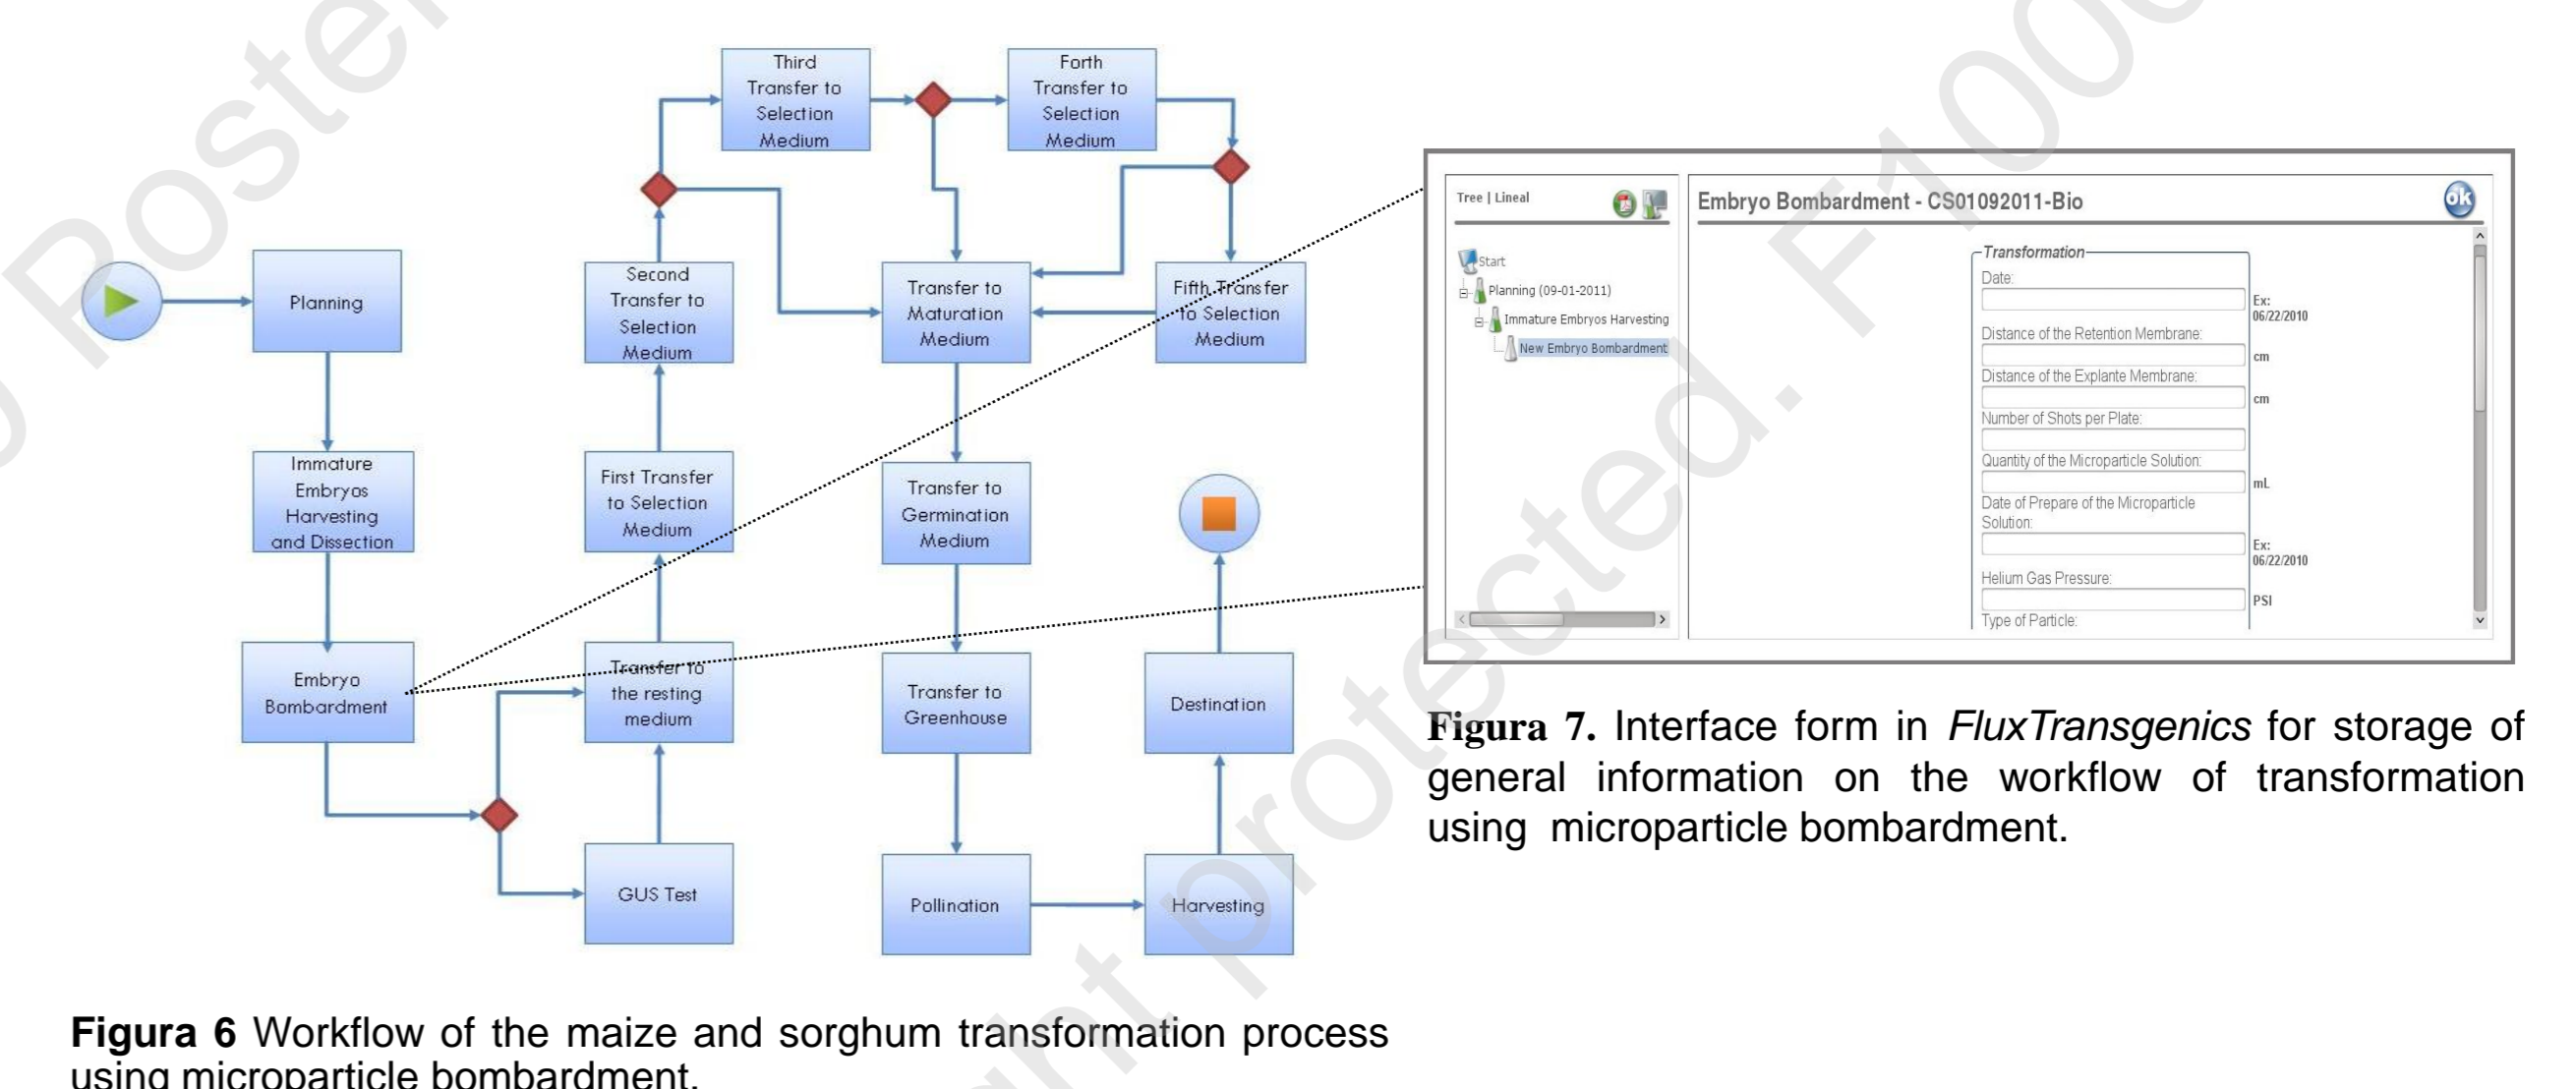 Third
Transfer to
Selection
Medium
Forth
Transfer to
Selection
Medium
Planning
Second
Transfer to
Selection
Medium
Transfer to
Maturation
Medium
Fifth Transfer
to Selection
Medium
Immature
Embryos
Harvesting
and Dissection
First Transfer
to Selection
Medium
Transfer to
Germination
Medium
Embryo
Bombardment
Transfer to
the resting
medium
Transfer to
Greenhouse
Destination
GUS Test
Pollination
Harvesting
Tree | Lineal
Start
Planning (09-01-2011)
Immature Embryos Harvesting
New Embryo Bombardment
Embryo Bombardment - CS01092011-Bio
ok
Transformation
Date:
Ex:
06/22/2010
Distance of the Retention Membrane:
cm
Distance of the Explante Membrane:
cm
Number of Shots per Plate:
Quantity of the Microparticle Solution:
mL
Date of Prepare of the Microparticle
Solution:
Ex:
06/22/2010
Helium Gas Pressure:
PSI
Type of Particle:
Figura 7. Interface form in FluxTransgenics for storage of
general information on the workflow of transformation
using microparticle bombardment.
Figura 6 Workflow of the maize and sorghum transformation process
using microparticle bombardment.
Poster
protected. F100